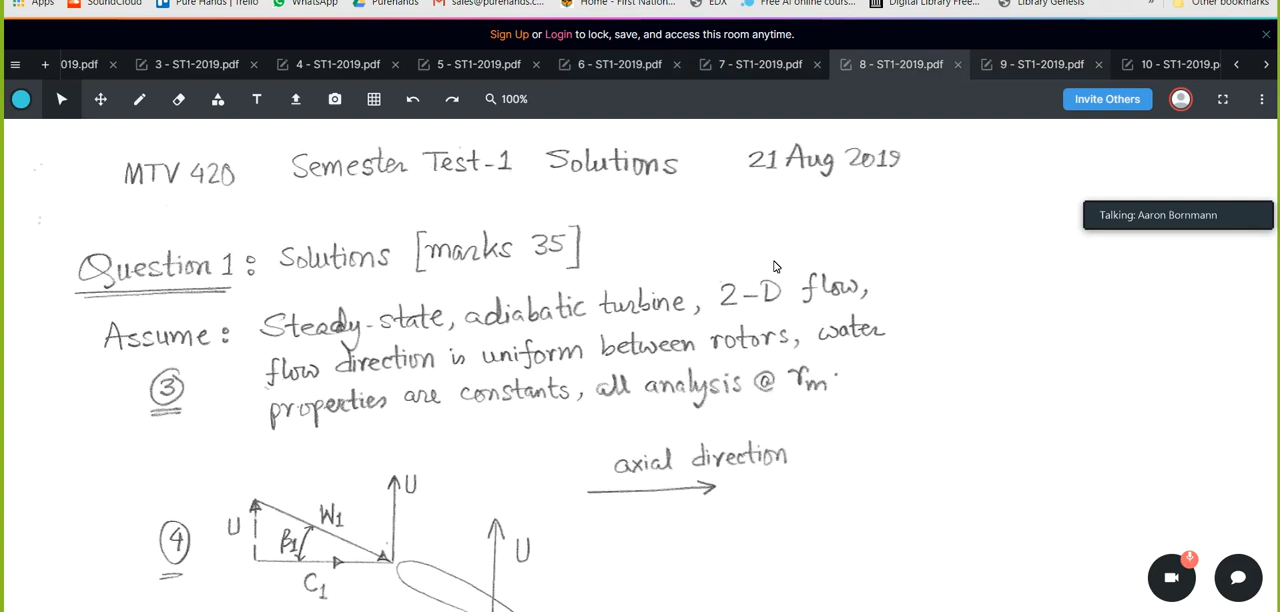 Apps SoundCloud Pure Hands | Trello WhatsApp Purehands sales@purehands.c... Home - First Nation... EDX Free AI online cours... Digital Library Free... Library Genesis » Other bookmarks
Sign Up or Login to lock, save, and access this room anytime.
019.pdf 3 - ST1-2019.pdf 4 - ST1-2019.pdf 5 - ST1-2019.pdf 6 - ST1-2019.pdf 7 - ST1-2019.pdf 8 - ST1-2019.pdf 9 - ST1-2019.pdf 10 - ST1-2019.p
100% Invite Others
MTV 420 Semester Test-1 Solutions 21 Aug 2019
Talking: Aaron Bornmann
Question 1: Solutions [marks 35]
Assume: Steady-state, adiabatic turbine, 2-D flow,
flow direction is uniform between rotors, water
③ properties are constants, all analysis @ rm.
axial direction
U
U W1
④ β1 U
C1